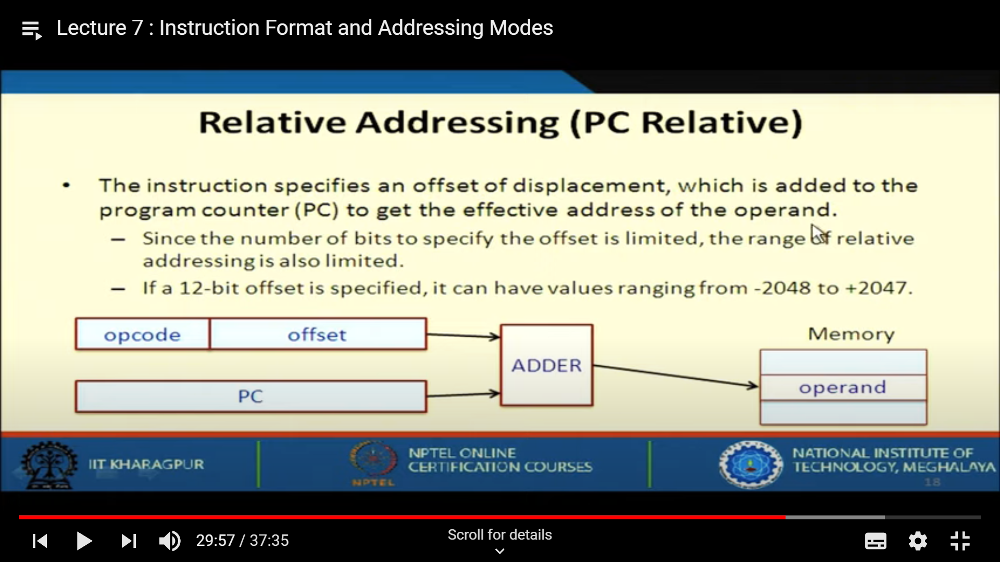 Lecture 7 : Instruction Format and Addressing Modes
Relative Addressing (PC Relative)
• The instruction specifies an offset of displacement, which is added to the
program counter (PC) to get the effective address of the operand.
– Since the number of bits to specify the offset is limited, the range of relative
addressing is also limited.
– If a 12-bit offset is specified, it can have values ranging from -2048 to +2047.
opcode offset
PC
ADDER
Memory
operand
IIT KHARAGPUR
NPTEL
NPTEL ONLINE
CERTIFICATION COURSES
NATIONAL INSTITUTE OF
TECHNOLOGY, MEGHALAYA
18
29:57 / 37:35
Scroll for details